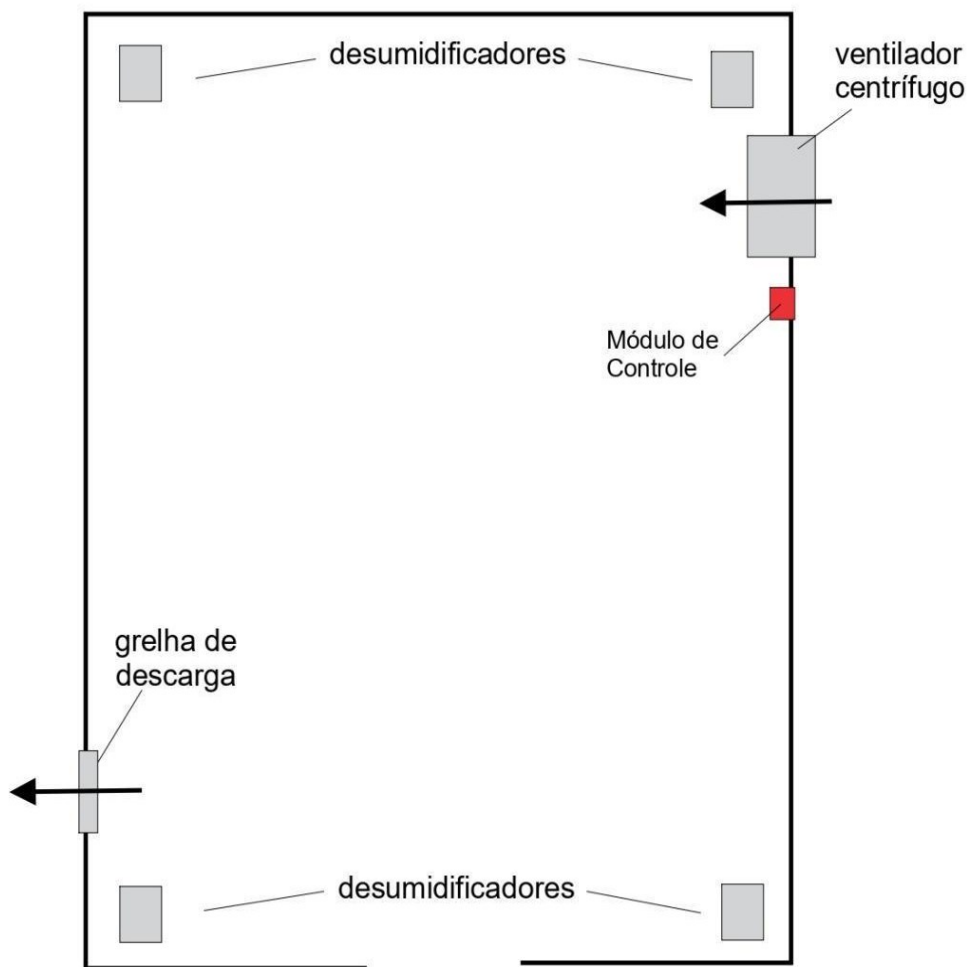 desumidificadores
ventilador
centrífugo
Módulo de
Controle
grelha de
descarga
desumidificadores